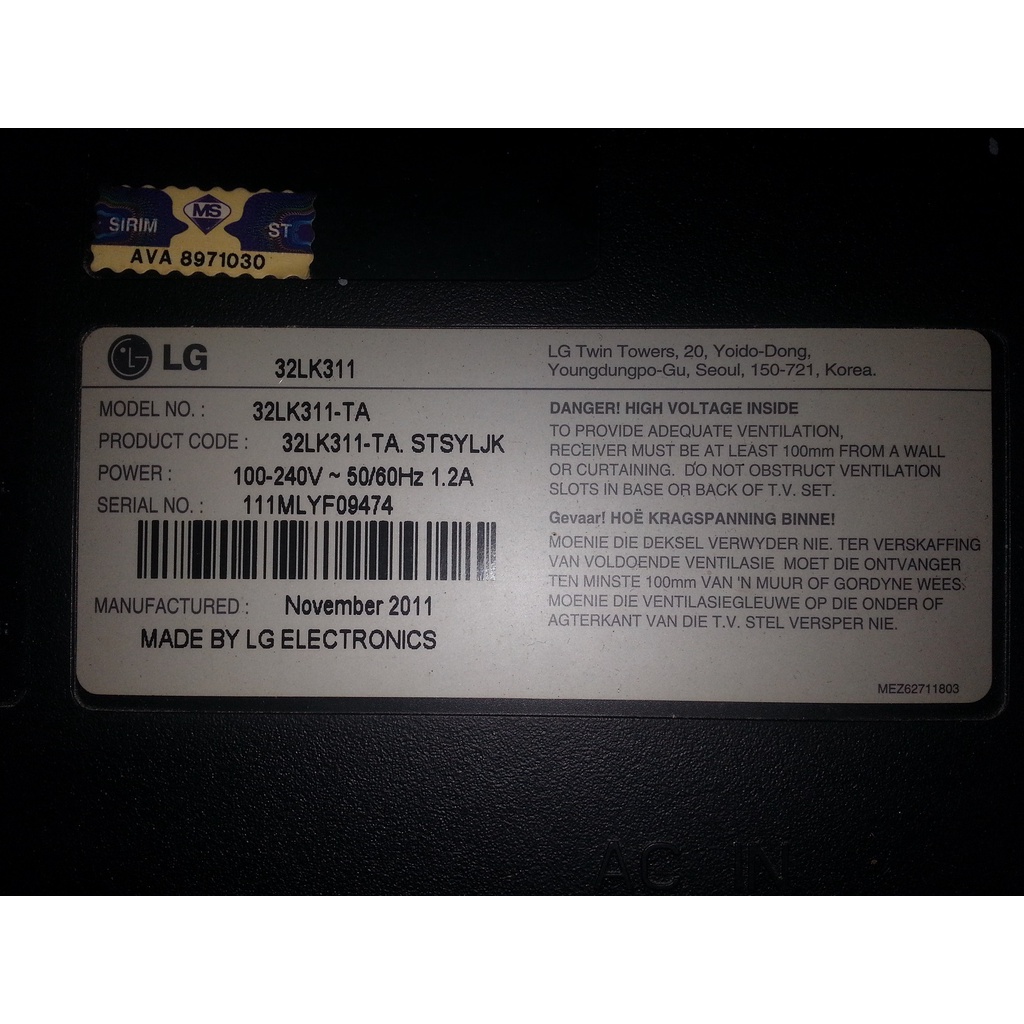 SIRIM MS ST
AVA 8971030
LG 32LK311
LG Twin Towers, 20, Yoido-Dong,
Youngdungpo-Gu, Seoul, 150-721, Korea.
MODEL NO. : 32LK311-TA
PRODUCT CODE : 32LK311-TA. STSYLJK
POWER : 100-240V ~ 50/60Hz 1.2A
SERIAL NO. : 111MLYF09474
MANUFACTURED : November 2011
MADE BY LG ELECTRONICS
DANGER! HIGH VOLTAGE INSIDE
TO PROVIDE ADEQUATE VENTILATION,
RECEIVER MUST BE AT LEAST 100mm FROM A WALL
OR CURTAINING. DO NOT OBSTRUCT VENTILATION
SLOTS IN BASE OR BACK OF T.V. SET.
Gevaar! HOË KRAGSPANNING BINNE!
MOENIE DIE DEKSEL VERWYDER NIE. TER VERSKAFFING
VAN VOLDOENDE VENTILASIE MOET DIE ONTVANGER
TEN MINSTE 100mm VAN 'N MUUR OF GORDYNE WEES.
MOENIE DIE VENTILASIEGLEUWE OP DIE ONDER OF
AGTERKANT VAN DIE T.V. STEL VERSPER NIE.
MEZ62711803
AC IN